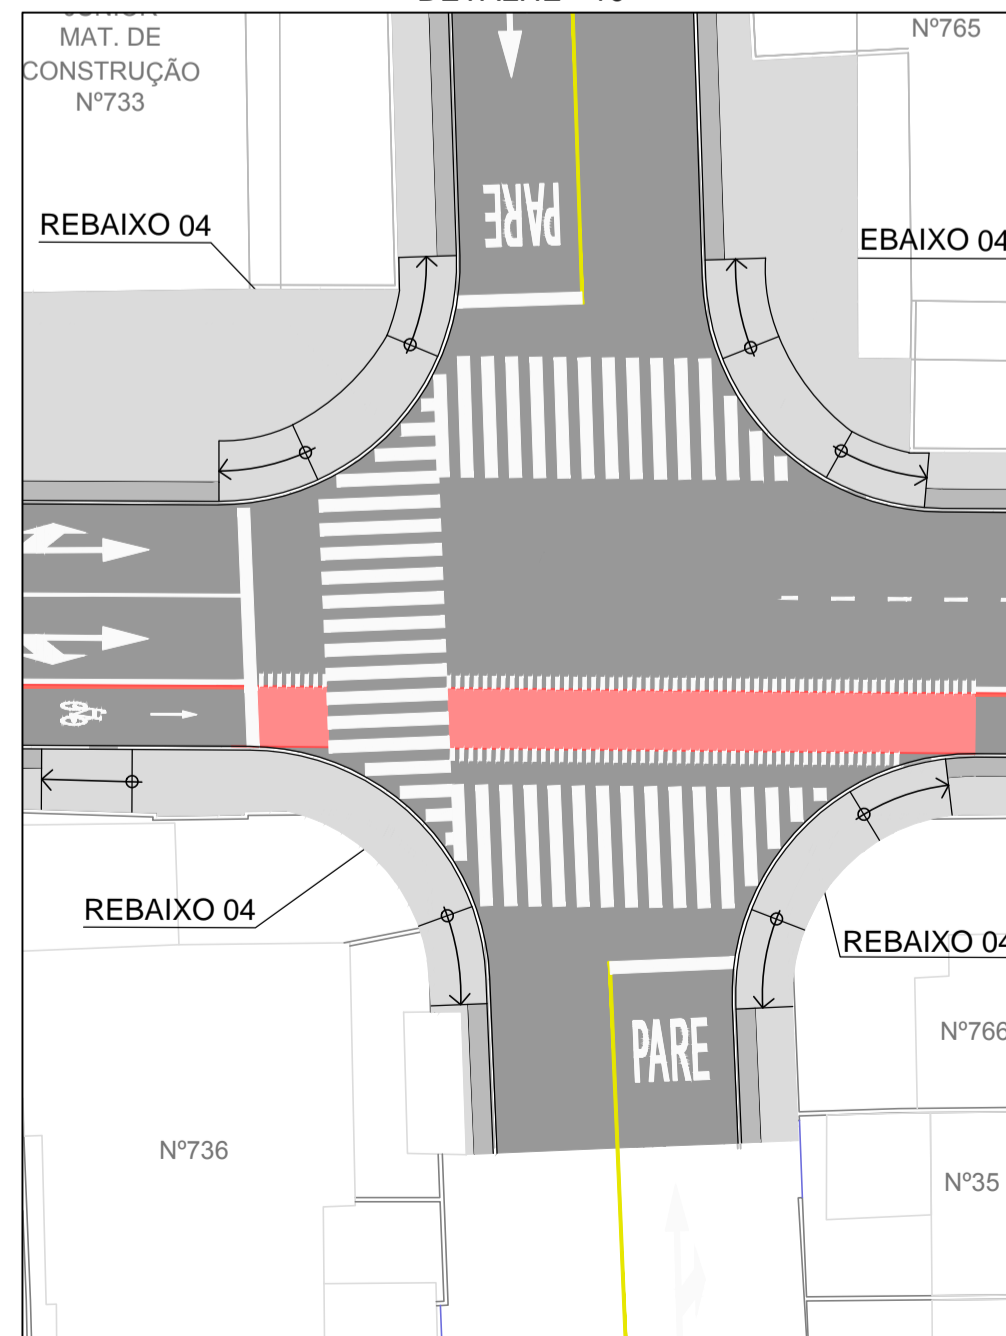 MAT. DE
CONSTRUÇÃO
Nº733
Nº765
PARE
REBAIXO 04
EBAIXO 04
REBAIXO 04
REBAIXO 04
PARE
Nº766
Nº736
Nº35